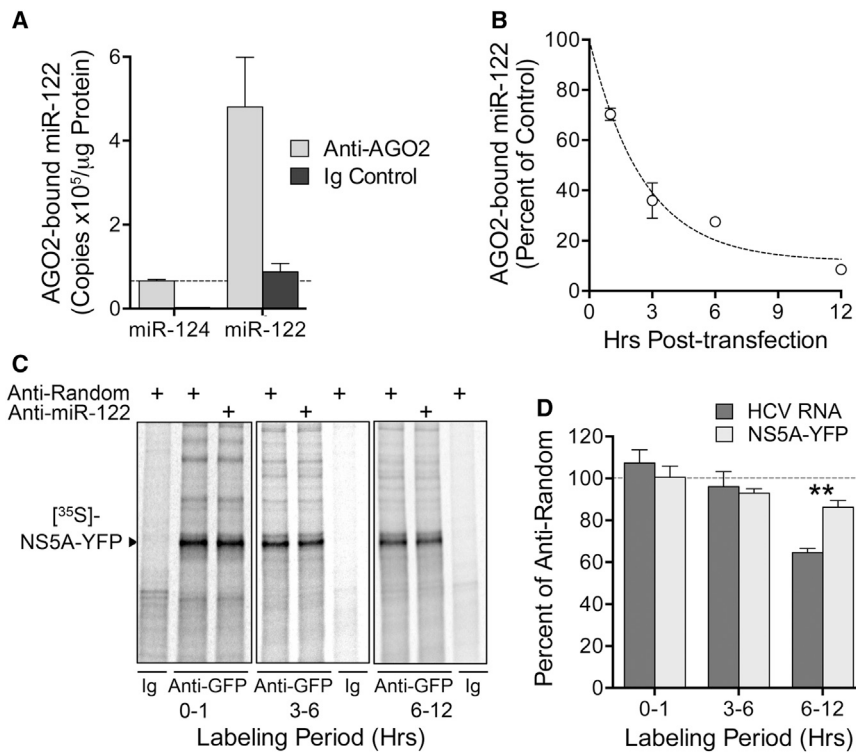 A
AGO2-bound miR-122
(Copies x10⁵/µg Protein)
6
4
2
0
miR-124
miR-122
Anti-AGO2
Ig Control
B
AGO2-bound miR-122
(Percent of Control)
100
80
60
40
20
0
0
3
6
9
12
Hrs Post-transfection
C
Anti-Random + + + + + +
Anti-miR-122 + + +
[³⁵S]-
NS5A-YFP
Ig Anti-GFP Anti-GFP Ig Anti-GFP Ig
0-1 3-6 6-12
Labeling Period (Hrs)
D
HCV RNA
NS5A-YFP
Percent of Anti-Random
120
100
80
60
40
20
0
**
0-1 3-6 6-12
Labeling Period (Hrs)